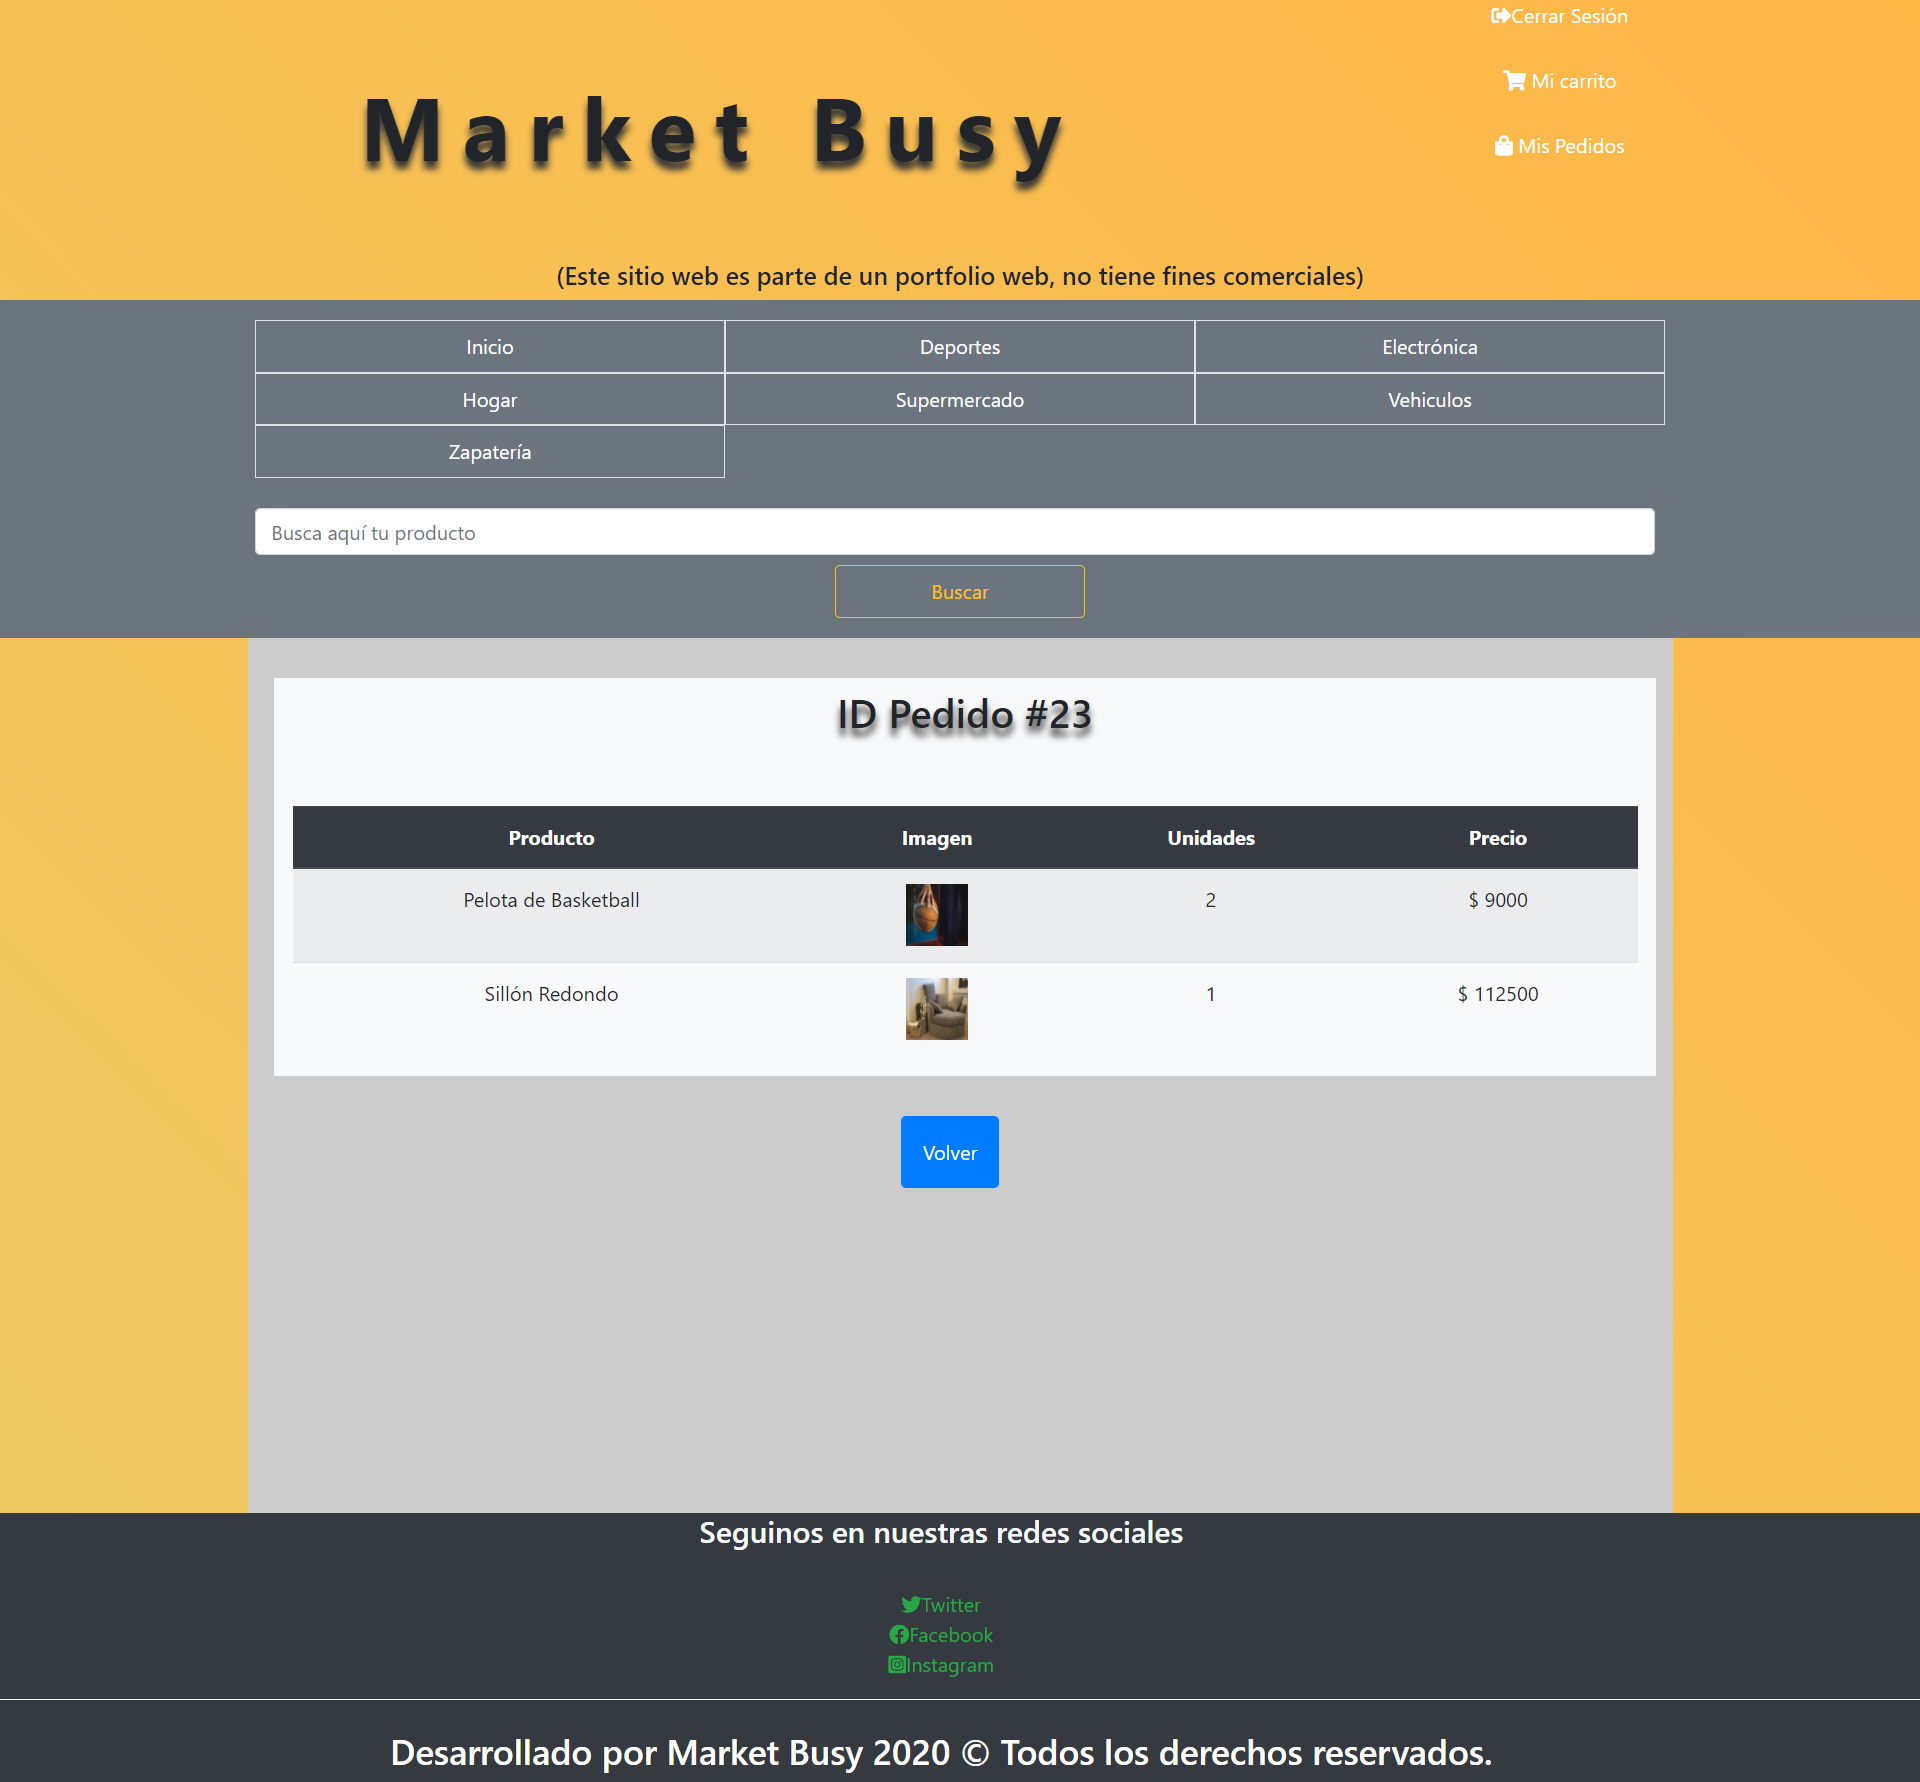 Cerrar Sesión
Mi carrito
Mis Pedidos
Market Busy
(Este sitio web es parte de un portfolio web, no tiene fines comerciales)
Inicio Deportes Electrónica
Hogar Supermercado Vehiculos
Zapatería
Busca aquí tu producto
Buscar
ID Pedido #23
Producto Imagen Unidades Precio
Pelota de Basketball 2 $ 9000
Sillón Redondo 1 $ 112500
Volver
Seguinos en nuestras redes sociales
Twitter
Facebook
Instagram
Desarrollado por Market Busy 2020 © Todos los derechos reservados.